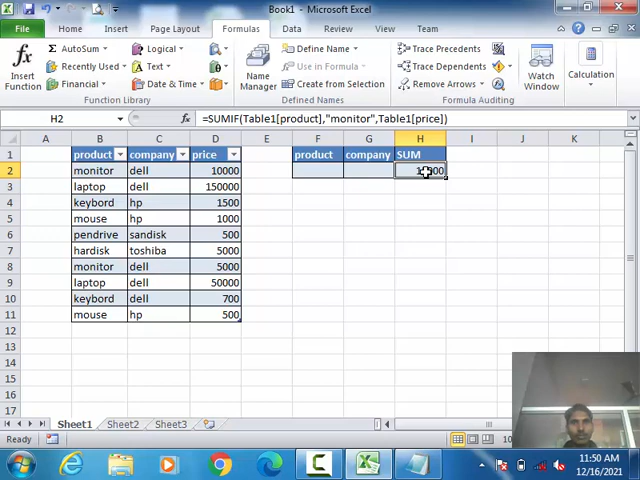 Book1 - Microsoft Excel
File Home Insert Page Layout Formulas Data Review View Developer
fx
Insert Function
Σ AutoSum
Recently Used
Financial
Logical
Text
Date & Time
Function Library
Name Manager
Define Name
Use in Formula
Create from Selection
Defined Names
Trace Precedents
Trace Dependents
Remove Arrows
Formula Auditing
Watch Window
Calculation
H2 fx =SUMIF(Table1[product],"monitor",Table1[price])
A B C D E F G H I J K
1 product company price product company SUM
2 monitor dell 10000
3 laptop dell 150000
4 keybord hp 1500
5 mouse hp 1000
6 pendrive sandisk 500
7 hardisk toshiba 5000
8 monitor dell 5000
9 laptop dell 50000
10 keybord dell 700
11 mouse hp 500
12
13
14
15
16
17
Sheet1 Sheet2 Sheet3
Ready
11:50 AM
12/16/2021